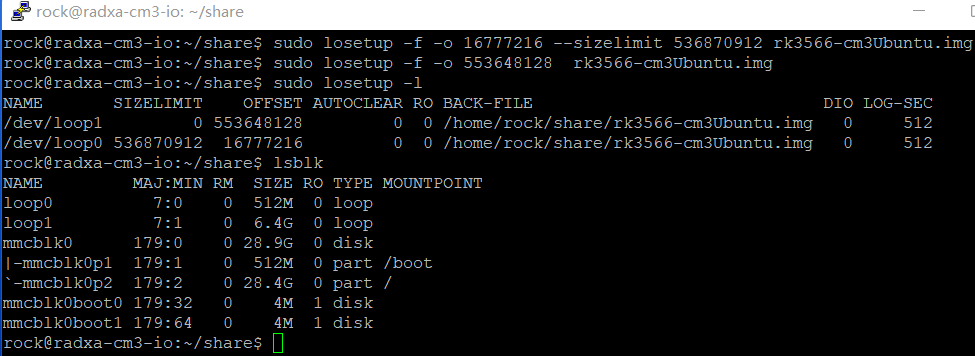 rock@radxa-cm3-io: ~/share
rock@radxa-cm3-io:~/share$ sudo losetup -f -o 16777216 --sizelimit 536870912 rk3566-cm3Ubuntu.img
rock@radxa-cm3-io:~/share$ sudo losetup -f -o 553648128  rk3566-cm3Ubuntu.img
rock@radxa-cm3-io:~/share$ sudo losetup -l
NAME       SIZELIMIT    OFFSET AUTOCLEAR RO BACK-FILE                             DIO LOG-SEC
/dev/loop1         0 553648128         0  0 /home/rock/share/rk3566-cm3Ubuntu.img   0     512
/dev/loop0 536870912  16777216         0  0 /home/rock/share/rk3566-cm3Ubuntu.img   0     512
rock@radxa-cm3-io:~/share$ lsblk
NAME         MAJ:MIN RM  SIZE RO TYPE MOUNTPOINT
loop0          7:0    0  512M  0 loop
loop1          7:1    0  6.4G  0 loop
mmcblk0      179:0    0 28.9G  0 disk
|-mmcblk0p1  179:1    0  512M  0 part /boot
`-mmcblk0p2  179:2    0 28.4G  0 part /
mmcblk0boot0 179:32   0    4M  1 disk
mmcblk0boot1 179:64   0    4M  1 disk
rock@radxa-cm3-io:~/share$